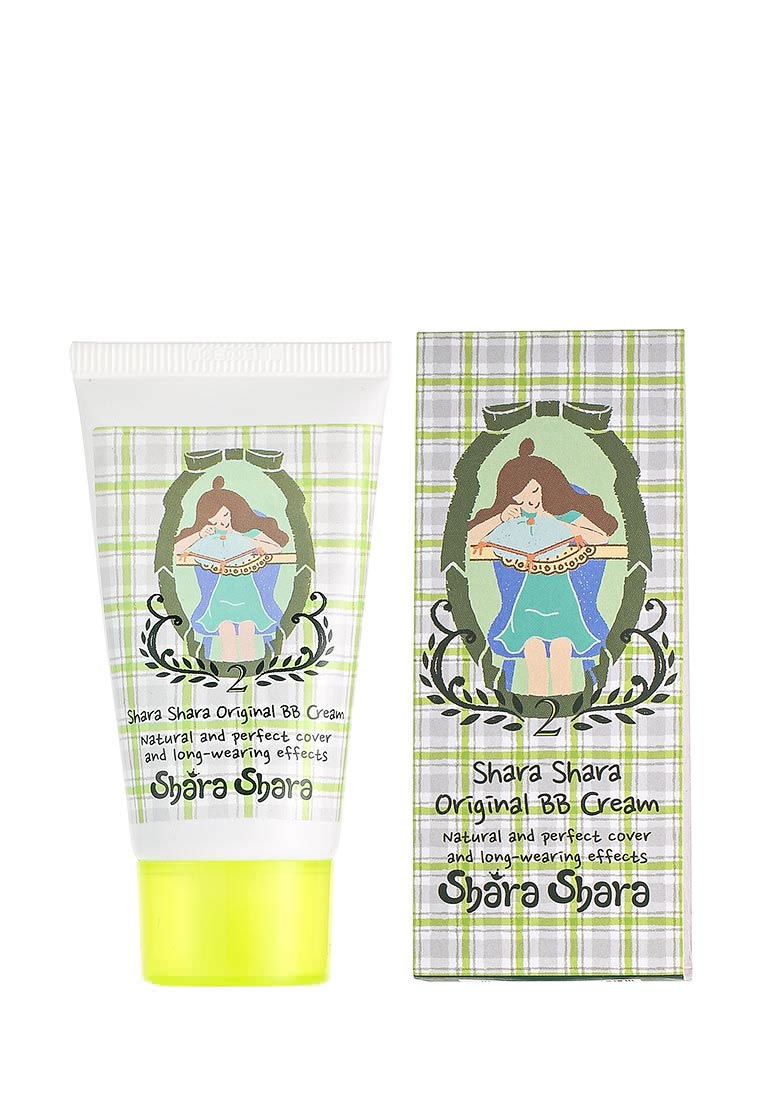 2
Shara Shara Original BB Cream
Natural and perfect cover
and long-wearing effects
Shara Shara
2
Shara Shara
Original BB Cream
Natural and perfect cover
and long-wearing effects
Shara Shara